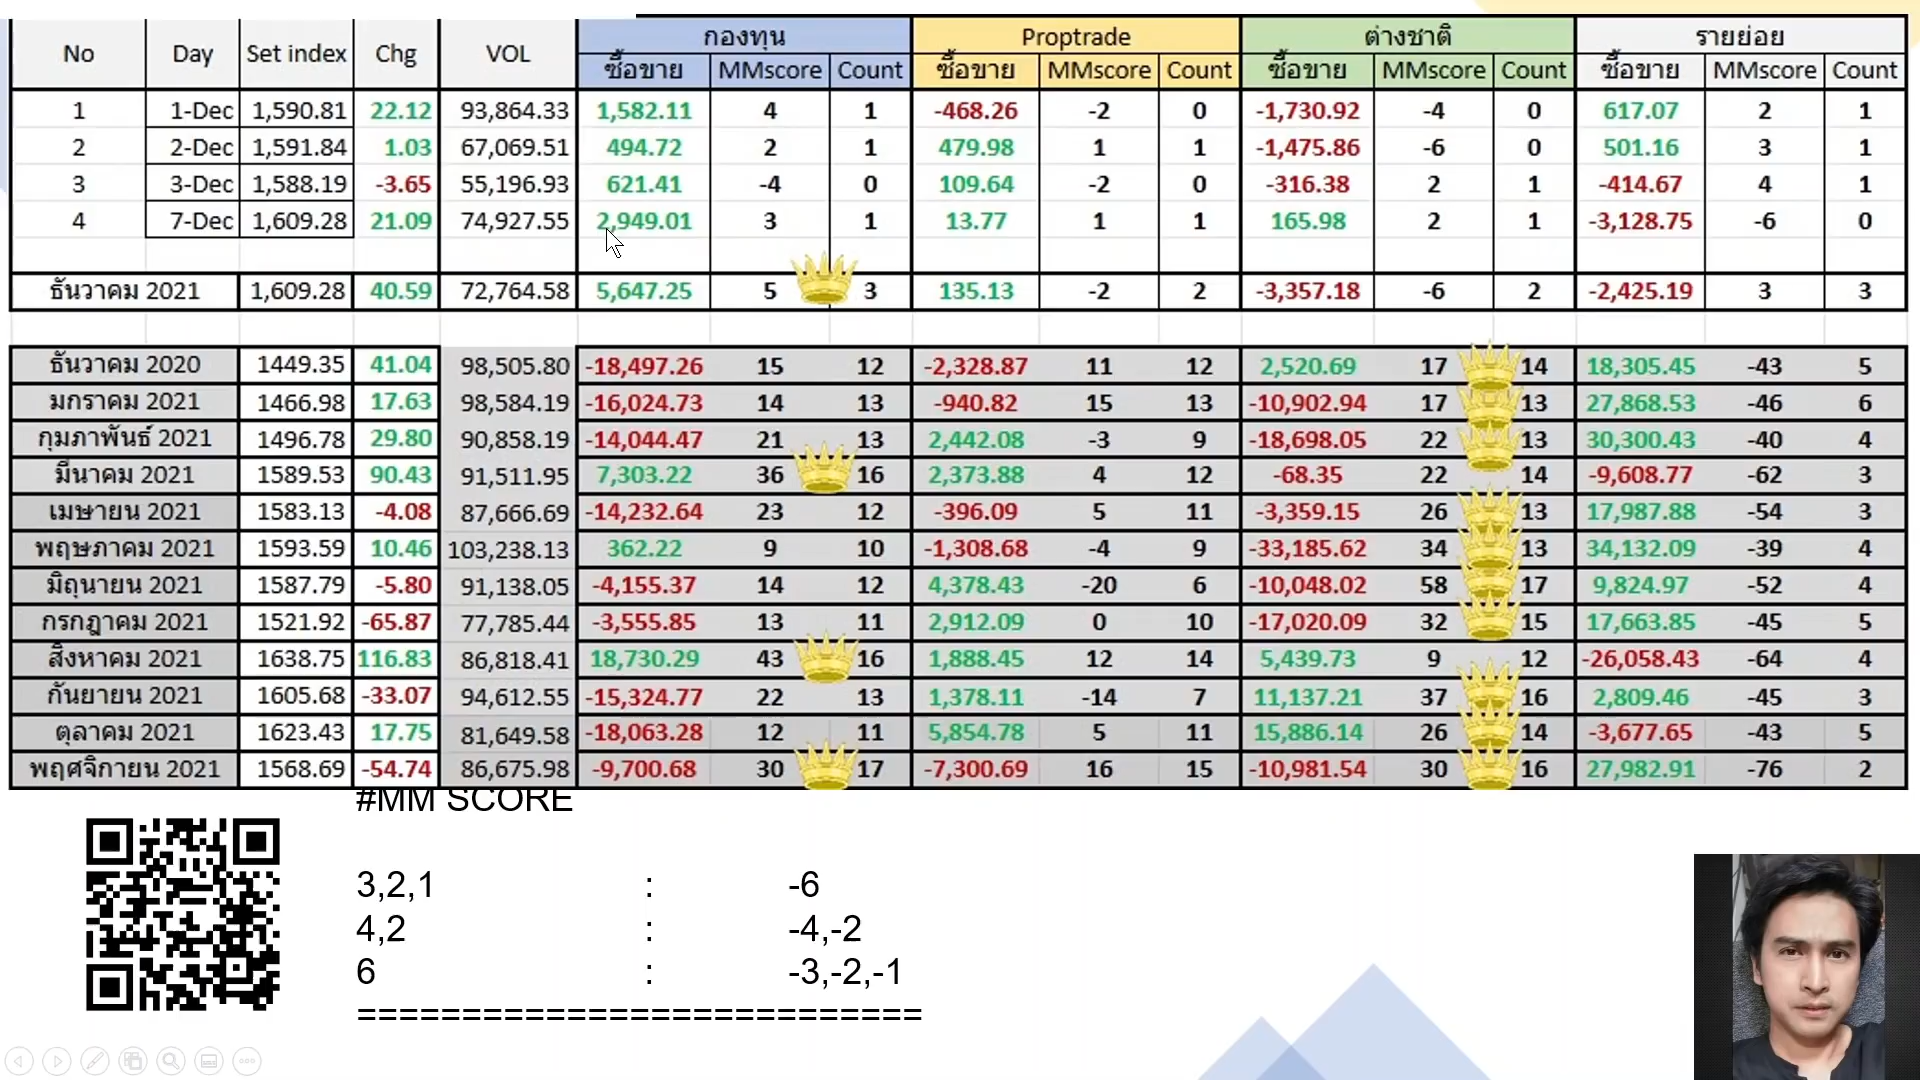 กองทุน Proptrade ต่างชาติ รายย่อย
No Day Set index Chg VOL ซื้อขาย MMscore Count ซื้อขาย MMscore Count ซื้อขาย MMscore Count ซื้อขาย MMscore Count
1 1-Dec 1,590.81 22.12 93,864.33 1,582.11 4 1 -468.26 -2 0 -1,730.92 -4 0 617.07 2 1
2 2-Dec 1,591.84 1.03 67,069.51 494.72 2 1 479.98 1 1 -1,475.86 -6 0 501.16 3 1
3 3-Dec 1,588.19 -3.65 55,196.93 621.41 -4 0 109.64 -2 0 -316.38 2 1 -414.67 4 1
4 7-Dec 1,609.28 21.09 74,927.55 2,949.01 3 1 13.77 1 1 165.98 2 1 -3,128.75 -6 0
ธันวาคม 2021 1,609.28 40.59 72,764.58 5,647.25 5 3 135.13 -2 2 -3,357.18 -6 2 -2,425.19 3 3
ธันวาคม 2020 1449.35 41.04 98,505.80 -18,497.26 15 12 -2,328.87 11 12 2,520.69 17 14 18,305.45 -43 5
มกราคม 2021 1466.98 17.63 98,584.19 -16,024.73 14 13 -940.82 15 13 -10,902.94 17 13 27,868.53 -46 6
กุมภาพันธ์ 2021 1496.78 29.80 90,858.19 -14,044.47 21 13 2,442.08 -3 9 -18,698.05 22 13 30,300.43 -40 4
มีนาคม 2021 1589.53 90.43 91,511.95 7,303.22 36 16 2,373.88 4 12 -68.35 22 14 -9,608.77 -62 3
เมษายน 2021 1583.13 -4.08 87,666.69 -14,232.64 23 12 -396.09 5 11 -3,359.15 26 13 17,987.88 -54 3
พฤษภาคม 2021 1593.59 10.46 103,238.13 362.22 9 10 -1,308.68 -4 9 -33,185.62 34 13 34,132.09 -39 4
มิถุนายน 2021 1587.79 -5.80 91,138.05 -4,155.37 14 12 4,378.43 -20 6 -10,048.02 58 17 9,824.97 -52 4
กรกฎาคม 2021 1521.92 -65.87 77,785.44 -3,555.85 13 11 2,912.09 0 10 -17,020.09 32 15 17,663.85 -45 5
สิงหาคม 2021 1638.75 116.83 86,818.41 18,730.29 43 16 1,888.45 12 14 5,439.73 9 12 -26,058.43 -64 4
กันยายน 2021 1605.68 -33.07 94,612.55 -15,324.77 22 13 1,378.11 -14 7 11,137.21 37 16 2,809.46 -45 3
ตุลาคม 2021 1623.43 17.75 81,649.58 -18,063.28 12 11 5,854.78 5 11 15,886.14 26 14 -3,677.65 -43 5
พฤศจิกายน 2021 1568.69 -54.74 86,675.98 -9,700.68 30 17 -7,300.69 16 15 -10,981.54 30 16 27,982.91 -76 2
#MM SCORE
3,2,1 : -6
4,2 : -4,-2
6 : -3,-2,-1
===========================